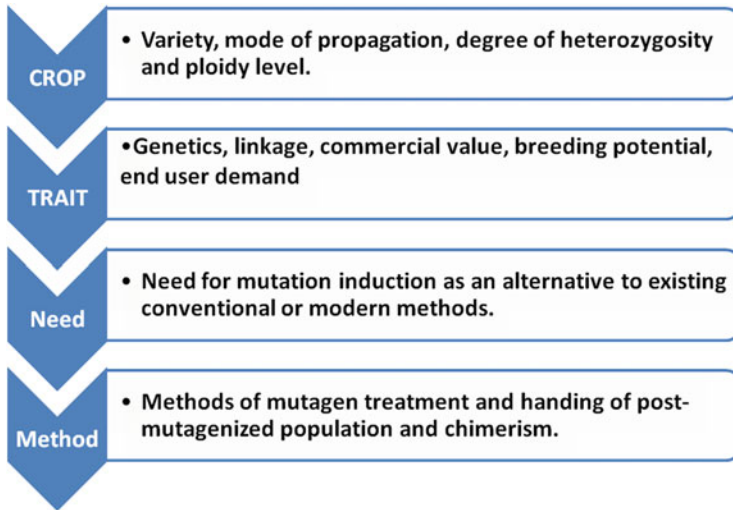 CROP
• Variety, mode of propagation, degree of heterozygosity
and ploidy level.
TRAIT
•Genetics, linkage, commercial value, breeding potential,
end user demand
Need
• Need for mutation induction as an alternative to existing
conventional or modern methods.
Method
• Methods of mutagen treatment and handing of post-
mutagenized population and chimerism.